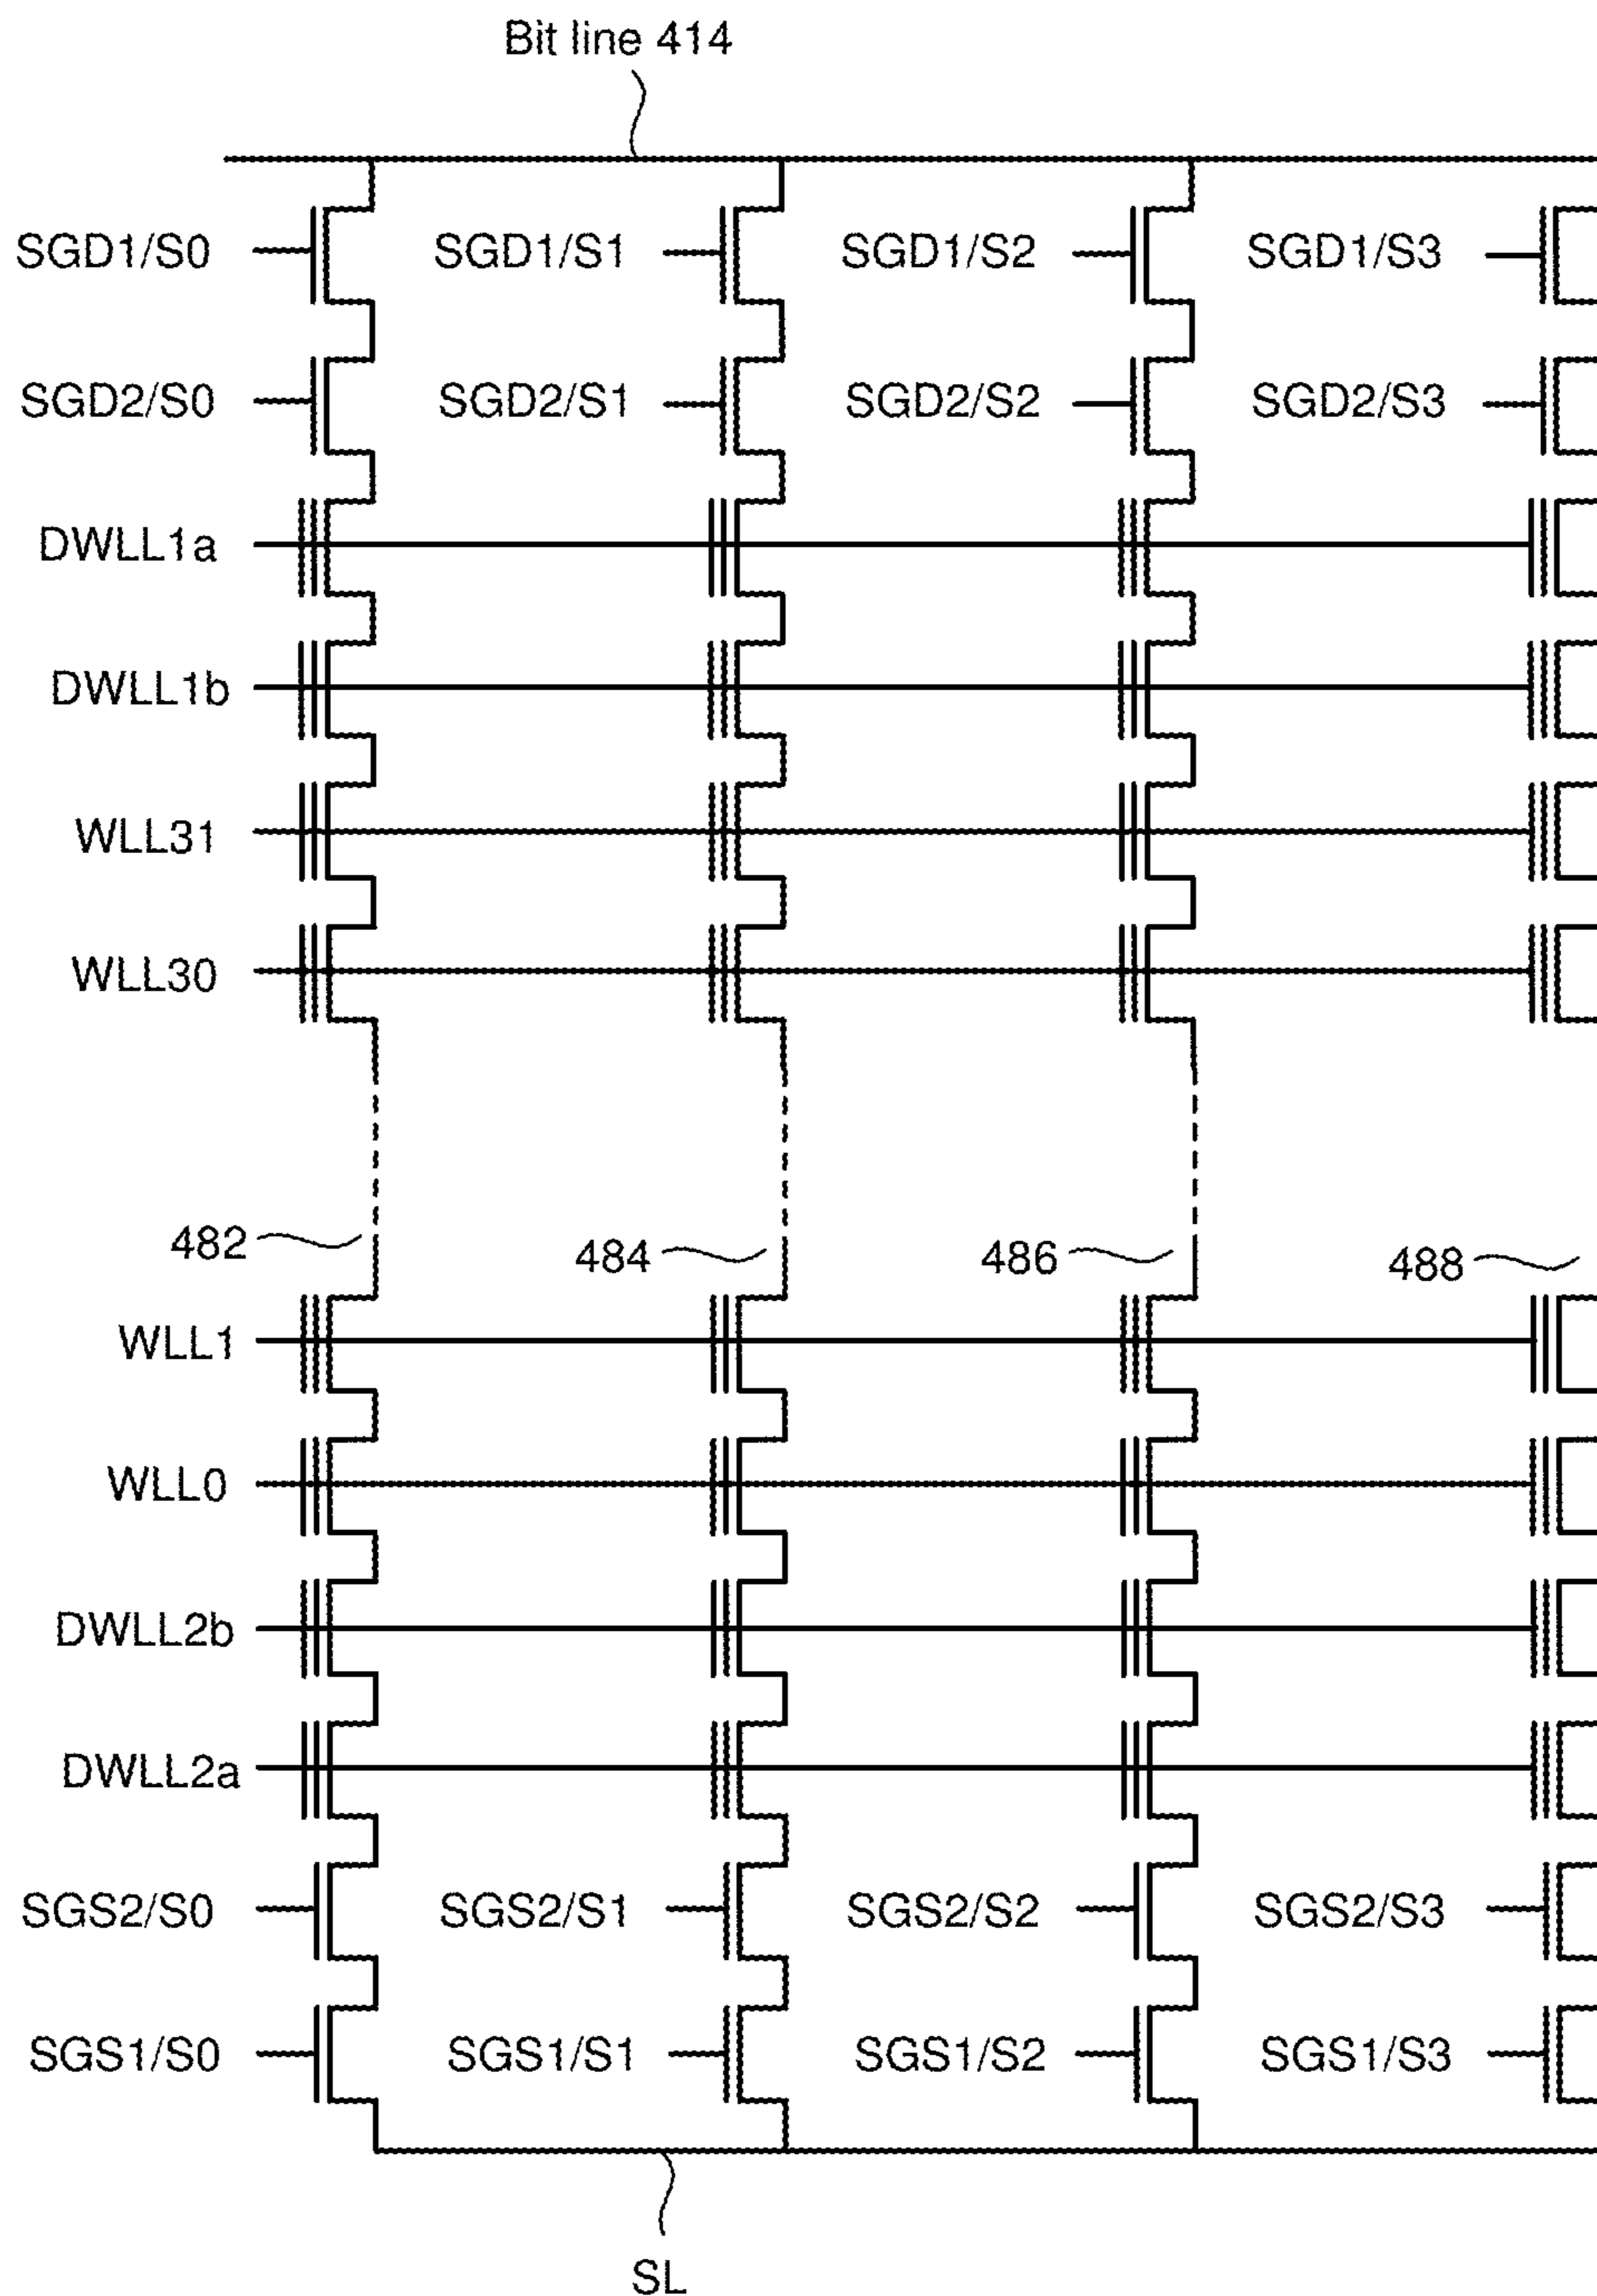 Bit line 414
SGD1/S0 SGD1/S1 SGD1/S2 SGD1/S3
SGD2/S0 SGD2/S1 SGD2/S2 SGD2/S3
DWLL1a
DWLL1b
WLL31
WLL30
482 484 486 488
WLL1
WLL0
DWLL2b
DWLL2a
SGS2/S0 SGS2/S1 SGS2/S2 SGS2/S3
SGS1/S0 SGS1/S1 SGS1/S2 SGS1/S3
SL